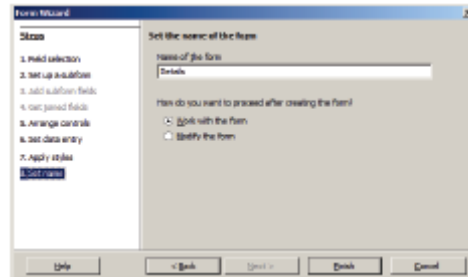 Form Wizard
Steps
1. Field selection
2. Set up a subform
3. Add subform fields
4. Get joined fields
5. Arrange controls
6. Set data entry
7. Apply styles
8. Set name
Set the name of the form
Name of the form
Details
How do you want to proceed after creating the form?
Work with the form
Modify the form
Help
< Back
Next >
Finish
Cancel